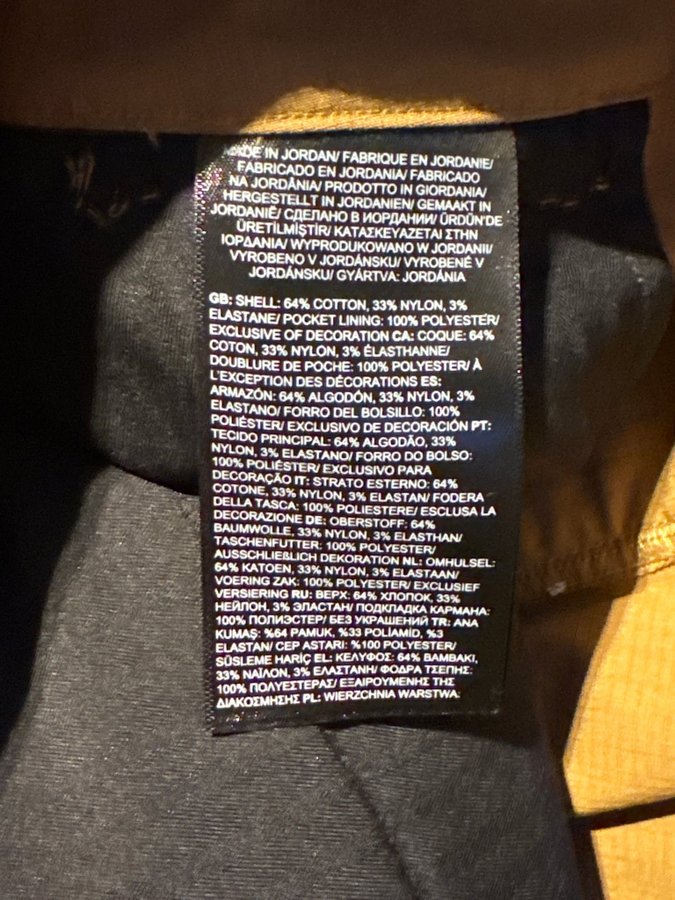 MADE IN JORDAN/ FABRIQUE EN JORDANIE/
FABRICADO EN JORDANIA/ FABRICADO
NA JORDÂNIA/ PRODOTTO IN GIORDANIA/
HERGESTELLT IN JORDANIEN/ GEMAAKT IN
JORDANIË/ СДЕЛАНО В ИОРДАНИИ/ ÜRDÜN'DE
ÜRETİLMİŞTİR/ ΚΑΤΑΣΚΕΥΑΖΕΤΑΙ ΣΤΗΝ
ΙΟΡΔΑΝΙΑ/ WYPRODUKOWANO W JORDANII/
VYROBENO V JORDÁNSKU/ VYROBENÉ V
JORDÁNSKU/ GYÁRTVA: JORDÁNIA
GB: SHELL: 64% COTTON, 33% NYLON, 3%
ELASTANE/ POCKET LINING: 100% POLYESTER/
EXCLUSIVE OF DECORATION CA: COQUE: 64%
COTON, 33% NYLON, 3% ÉLASTHANNE/
DOUBLURE DE POCHE: 100% POLYESTER/ À
L'EXCEPTION DES DÉCORATIONS ES:
ARMAZÓN: 64% ALGODÓN, 33% NYLON, 3%
ELASTANO/ FORRO DEL BOLSILLO: 100%
POLIÉSTER/ EXCLUSIVO DE DECORACIÓN PT:
TECIDO PRINCIPAL: 64% ALGODÃO, 33%
NYLON, 3% ELASTANO/ FORRO DO BOLSO:
100% POLIÉSTER/ EXCLUSIVO PARA
DECORAÇÃO IT: STRATO ESTERNO: 64%
COTONE, 33% NYLON, 3% ELASTAN/ FODERA
DELLA TASCA: 100% POLIESTERE/ ESCLUSA LA
DECORAZIONE DE: OBERSTOFF: 64%
BAUMWOLLE, 33% NYLON, 3% ELASTHAN/
TASCHENFUTTER: 100% POLYESTER/
AUSSCHLIEßLICH DEKORATION NL: OMHULSEL:
64% KATOEN, 33% NYLON, 3% ELASTAAN/
VOERING ZAK: 100% POLYESTER/ EXCLUSIEF
VERSIERING RU: ВЕРХ: 64% ХЛОПОК, 33%
НЕЙЛОН, 3% ЭЛАСТАН/ ПОДКЛАДКА КАРМАНА:
100% ПОЛИЭСТЕР/ БЕЗ УКРАШЕНИЙ TR: ANA
KUMAŞ: %64 PAMUK, %33 POLİAMİD, %3
ELASTAN/ CEP ASTARI: %100 POLYESTER/
SÜSLEME HARİÇ EL: ΚΕΛΥΦΟΣ: 64% ΒΑΜΒΑΚΙ,
33% ΝΑΪΛΟΝ, 3% ΕΛΑΣΤΑΝΗ/ ΦΟΔΡΑ ΤΣΕΠΗΣ:
100% ΠΟΛΥΕΣΤΕΡΑΣ/ ΕΞΑΙΡΟΥΜΕΝΗΣ ΤΗΣ
ΔΙΑΚΟΣΜΗΣΗΣ PL: WIERZCHNIA WARSTWA: